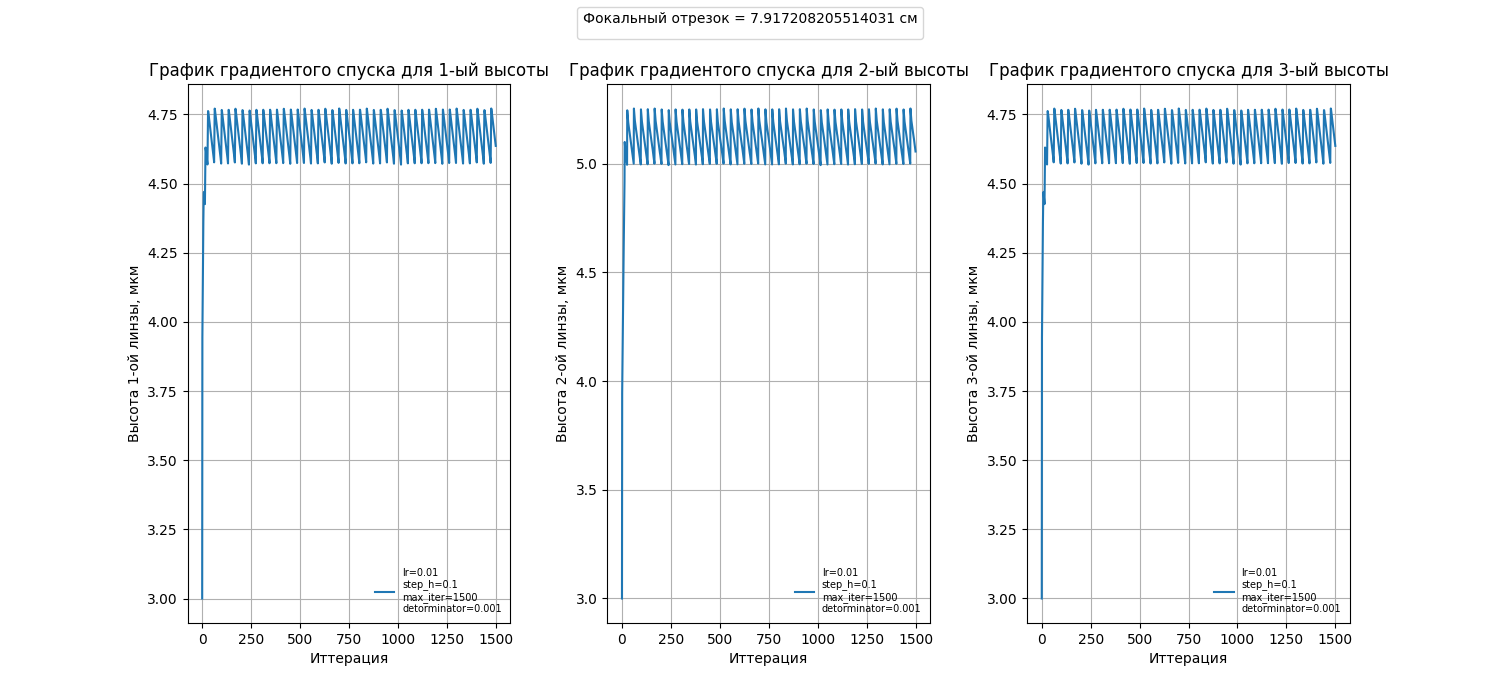 Фокальный отрезок = 7.917208205514031 см
График градиентого спуска для 1-ый высоты
График градиентого спуска для 2-ый высоты
График градиентого спуска для 3-ый высоты
Высота 1-ой линзы, мкм
4.75
4.50
4.25
4.00
3.75
3.50
3.25
3.00
lr=0.01
step_h=0.1
max_iter=1500
detorminator=0.001
0 250 500 750 1000 1250 1500
Иттерация
Высота 2-ой линзы, мкм
5.0
4.5
4.0
3.5
3.0
lr=0.01
step_h=0.1
max_iter=1500
detorminator=0.001
0 250 500 750 1000 1250 1500
Иттерация
Высота 3-ой линзы, мкм
4.75
4.50
4.25
4.00
3.75
3.50
3.25
3.00
lr=0.01
step_h=0.1
max_iter=1500
detorminator=0.001
0 250 500 750 1000 1250 1500
Иттерация